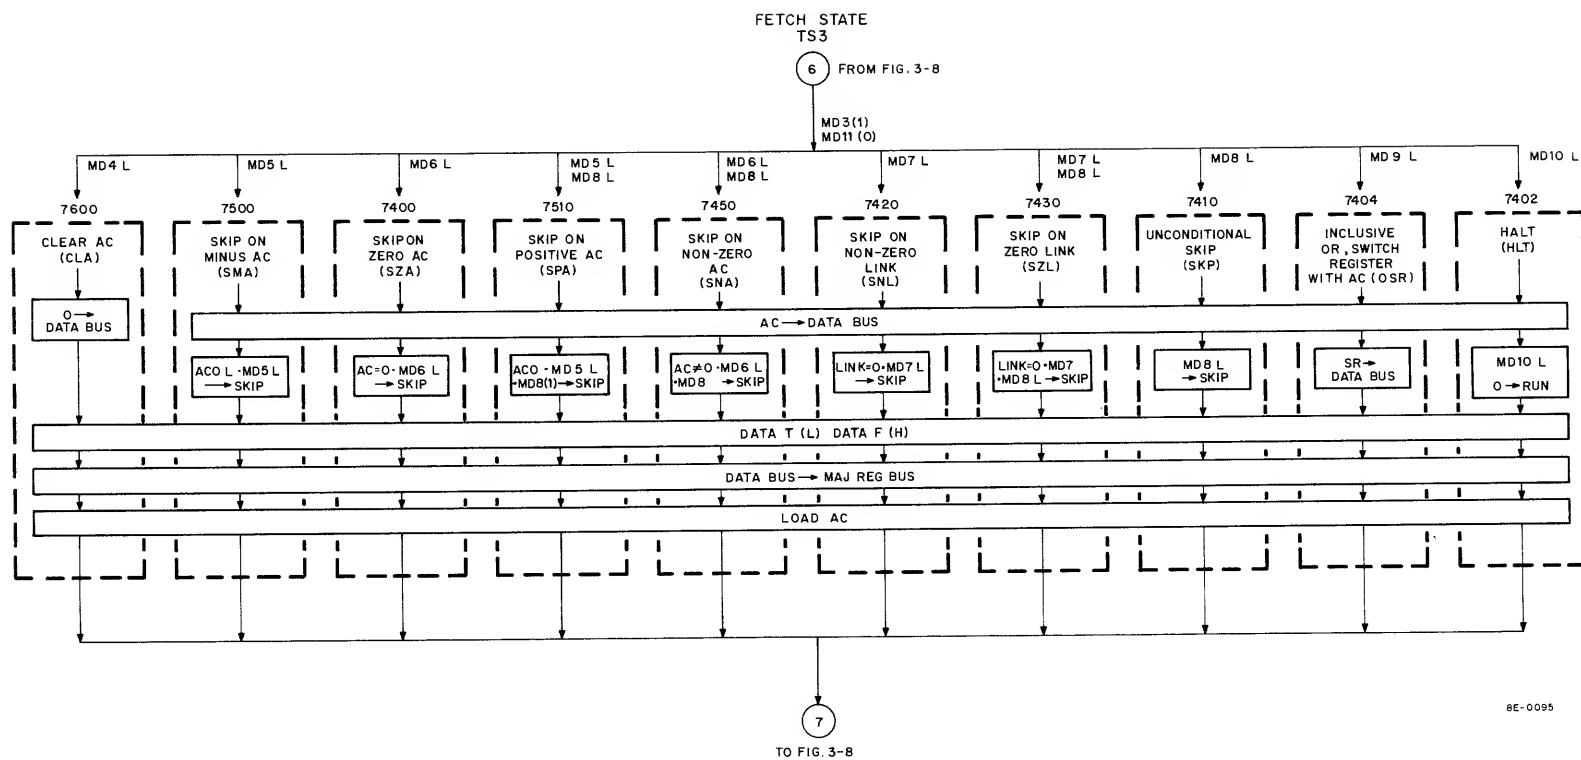 FETCH STATE
TS3
6 FROM FIG. 3-8
MD3(1)
MD11(0)
MD4 L
MD5 L
MD6 L
MD5 L
MD8 L
MD6 L
MD8 L
MD7 L
MD7 L
MD8 L
MD8 L
MD9 L
MD10 L
7600
CLEAR AC
(CLA)
0→
DATA BUS
7500
SKIP ON
MINUS AC
(SMA)
7400
SKIP ON
ZERO AC
(SZA)
7510
SKIP ON
POSITIVE AC
(SPA)
7450
SKIP ON
NON-ZERO
AC
(SNA)
7420
SKIP ON
NON-ZERO
LINK
(SNL)
7430
SKIP ON
ZERO LINK
(SZL)
7410
UNCONDITIONAL
SKIP
(SKP)
7404
INCLUSIVE
OR, SWITCH
REGISTER
WITH AC (OSR)
7402
HALT
(HLT)
AC→DATA BUS
AC0 L·MD5 L
→SKIP
AC=0·MD6 L
→SKIP
AC0·MD5 L
·MD8(1)→SKIP
AC≠0·MD6 L
·MD8 →SKIP
LINK=0·MD7 L
→SKIP
LINK=0·MD7
·MD8 L→SKIP
MD8 L
→SKIP
SR→
DATA BUS
MD10 L
0→RUN
DATA T (L) DATA F (H)
DATA BUS→MAJ REG BUS
LOAD AC
7
TO FIG. 3-8
8E-0095